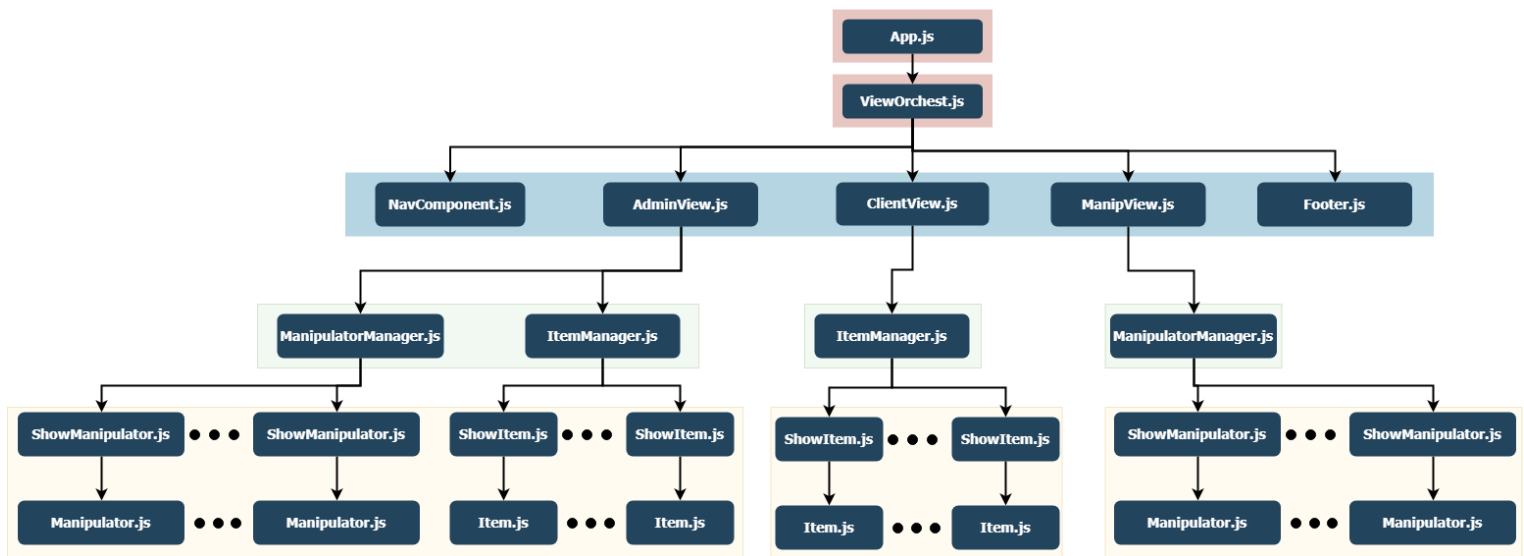 App.js
ViewOrchest.js
NavComponent.js
AdminView.js
ClientView.js
ManipView.js
Footer.js
ManipulatorManager.js
ItemManager.js
ItemManager.js
ManipulatorManager.js
ShowManipulator.js
ShowManipulator.js
ShowItem.js
ShowItem.js
ShowItem.js
ShowItem.js
ShowManipulator.js
ShowManipulator.js
Manipulator.js
Manipulator.js
Item.js
Item.js
Item.js
Item.js
Manipulator.js
Manipulator.js